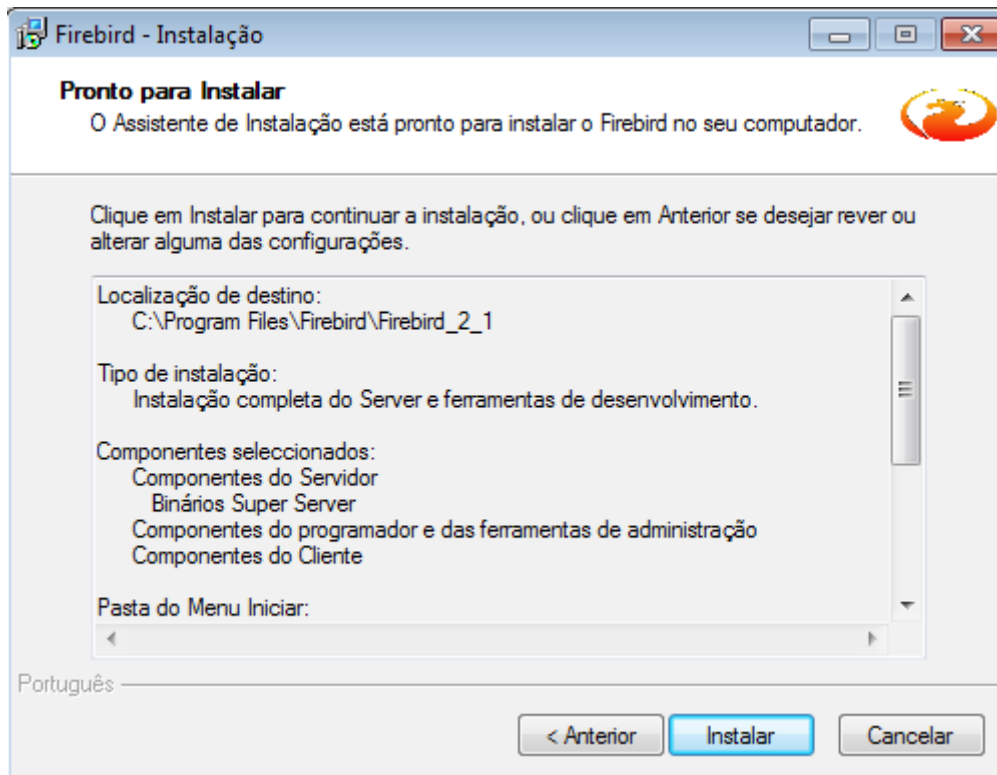 Firebird - Instalação
Pronto para Instalar
O Assistente de Instalação está pronto para instalar o Firebird no seu computador.
Clique em Instalar para continuar a instalação, ou clique em Anterior se desejar rever ou
alterar alguma das configurações.
Localização de destino:
C:\Program Files\Firebird\Firebird_2_1
Tipo de instalação:
Instalação completa do Server e ferramentas de desenvolvimento.
Componentes seleccionados:
Componentes do Servidor
Binários Super Server
Componentes do programador e das ferramentas de administração
Componentes do Cliente
Pasta do Menu Iniciar:
Português
< Anterior
Instalar
Cancelar